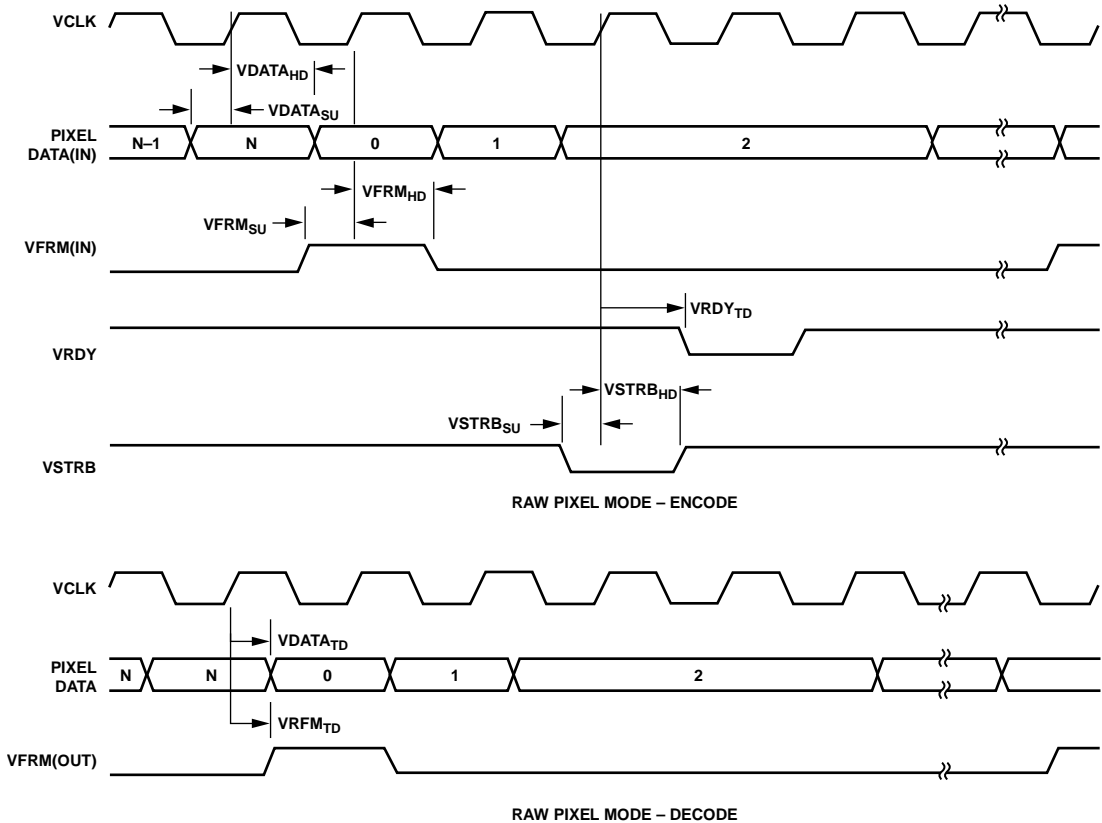 VCLK
VDATAHD
VDATASU
PIXEL
DATA(IN)
N–1
N
0
1
2
VFRMHD
VFRMSU
VFRM(IN)
VRDYTD
VRDY
VSTRBHD
VSTRBSU
VSTRB
RAW PIXEL MODE – ENCODE
VCLK
VDATATD
PIXEL
DATA
N
N
0
1
2
VRFMTD
VFRM(OUT)
RAW PIXEL MODE – DECODE